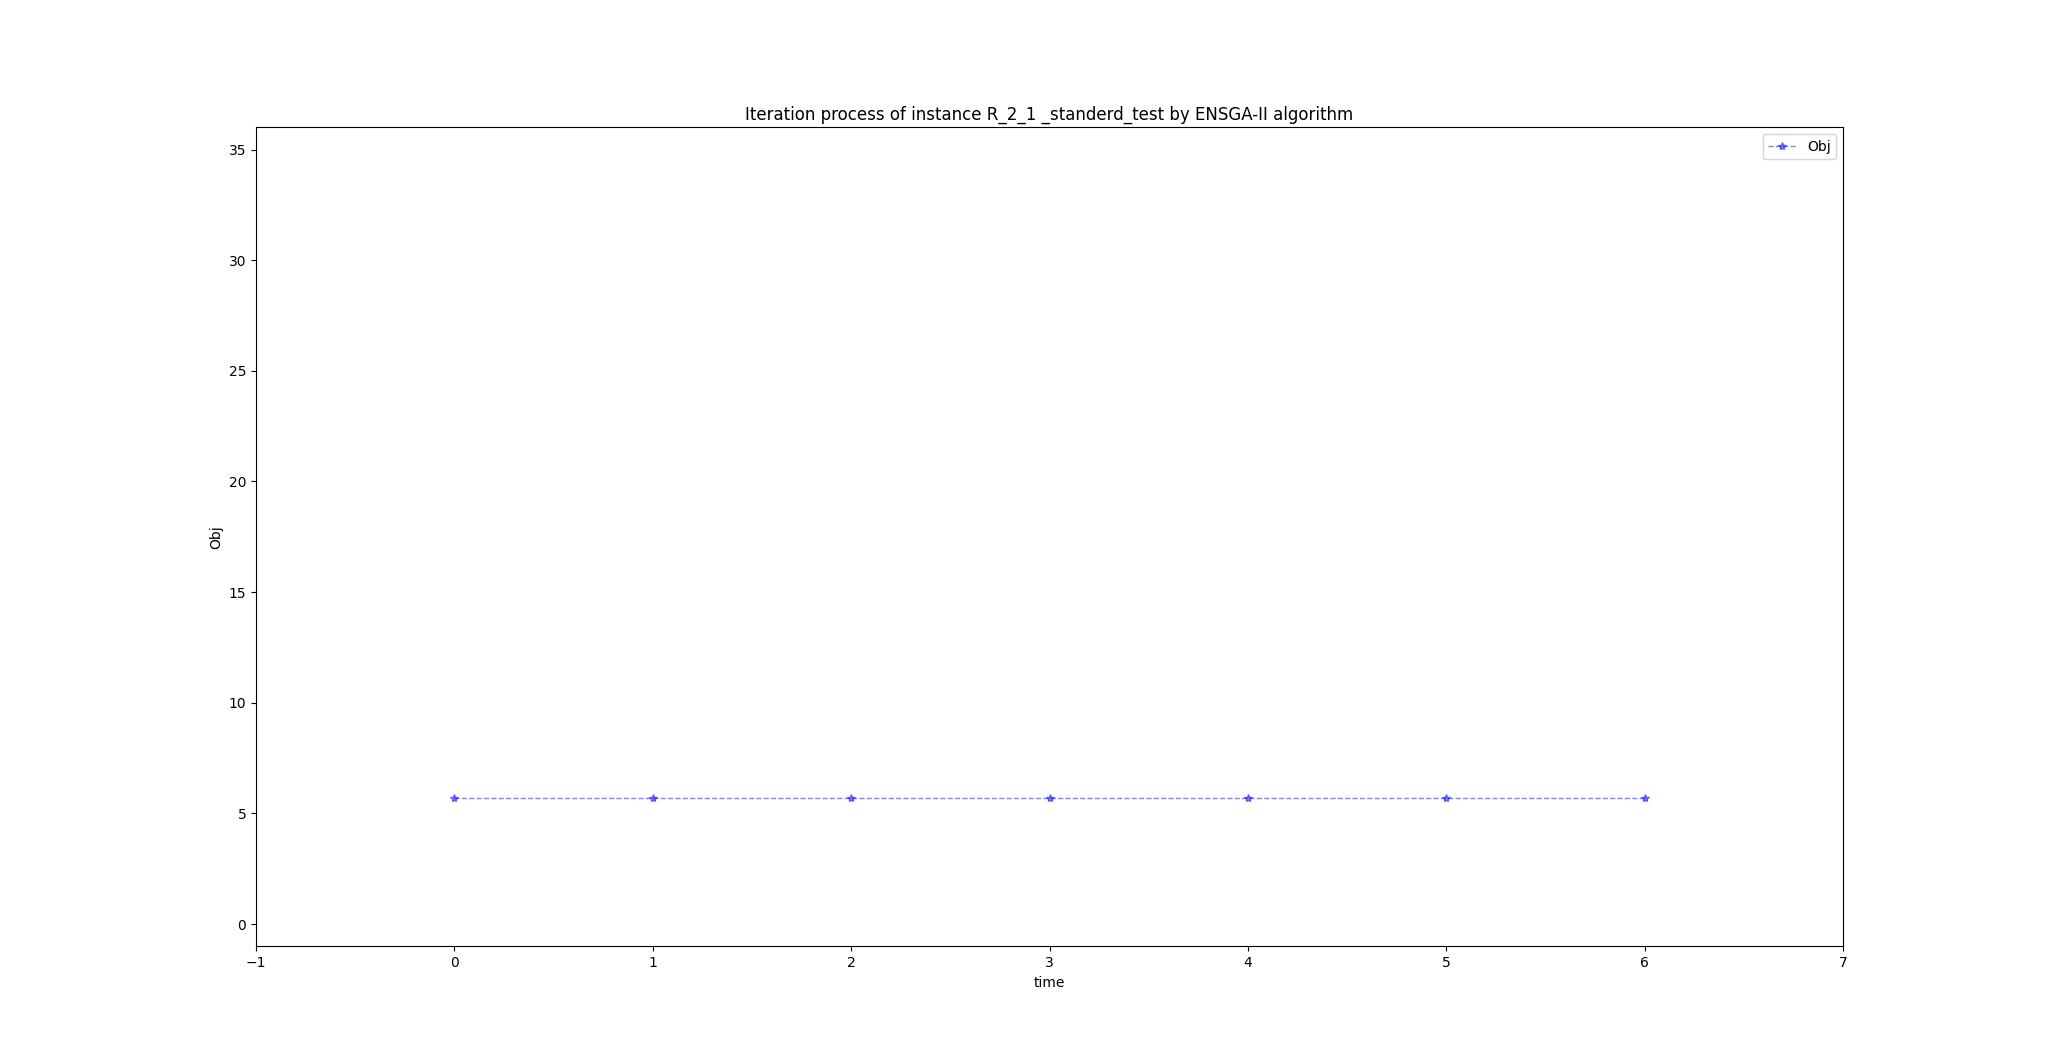 Iteration process of instance R_2_1 _standerd_test by ENSGA-II algorithm
Obj
35
30
25
20
15
10
5
0
Obj
−1 0 1 2 3 4 5 6 7
time